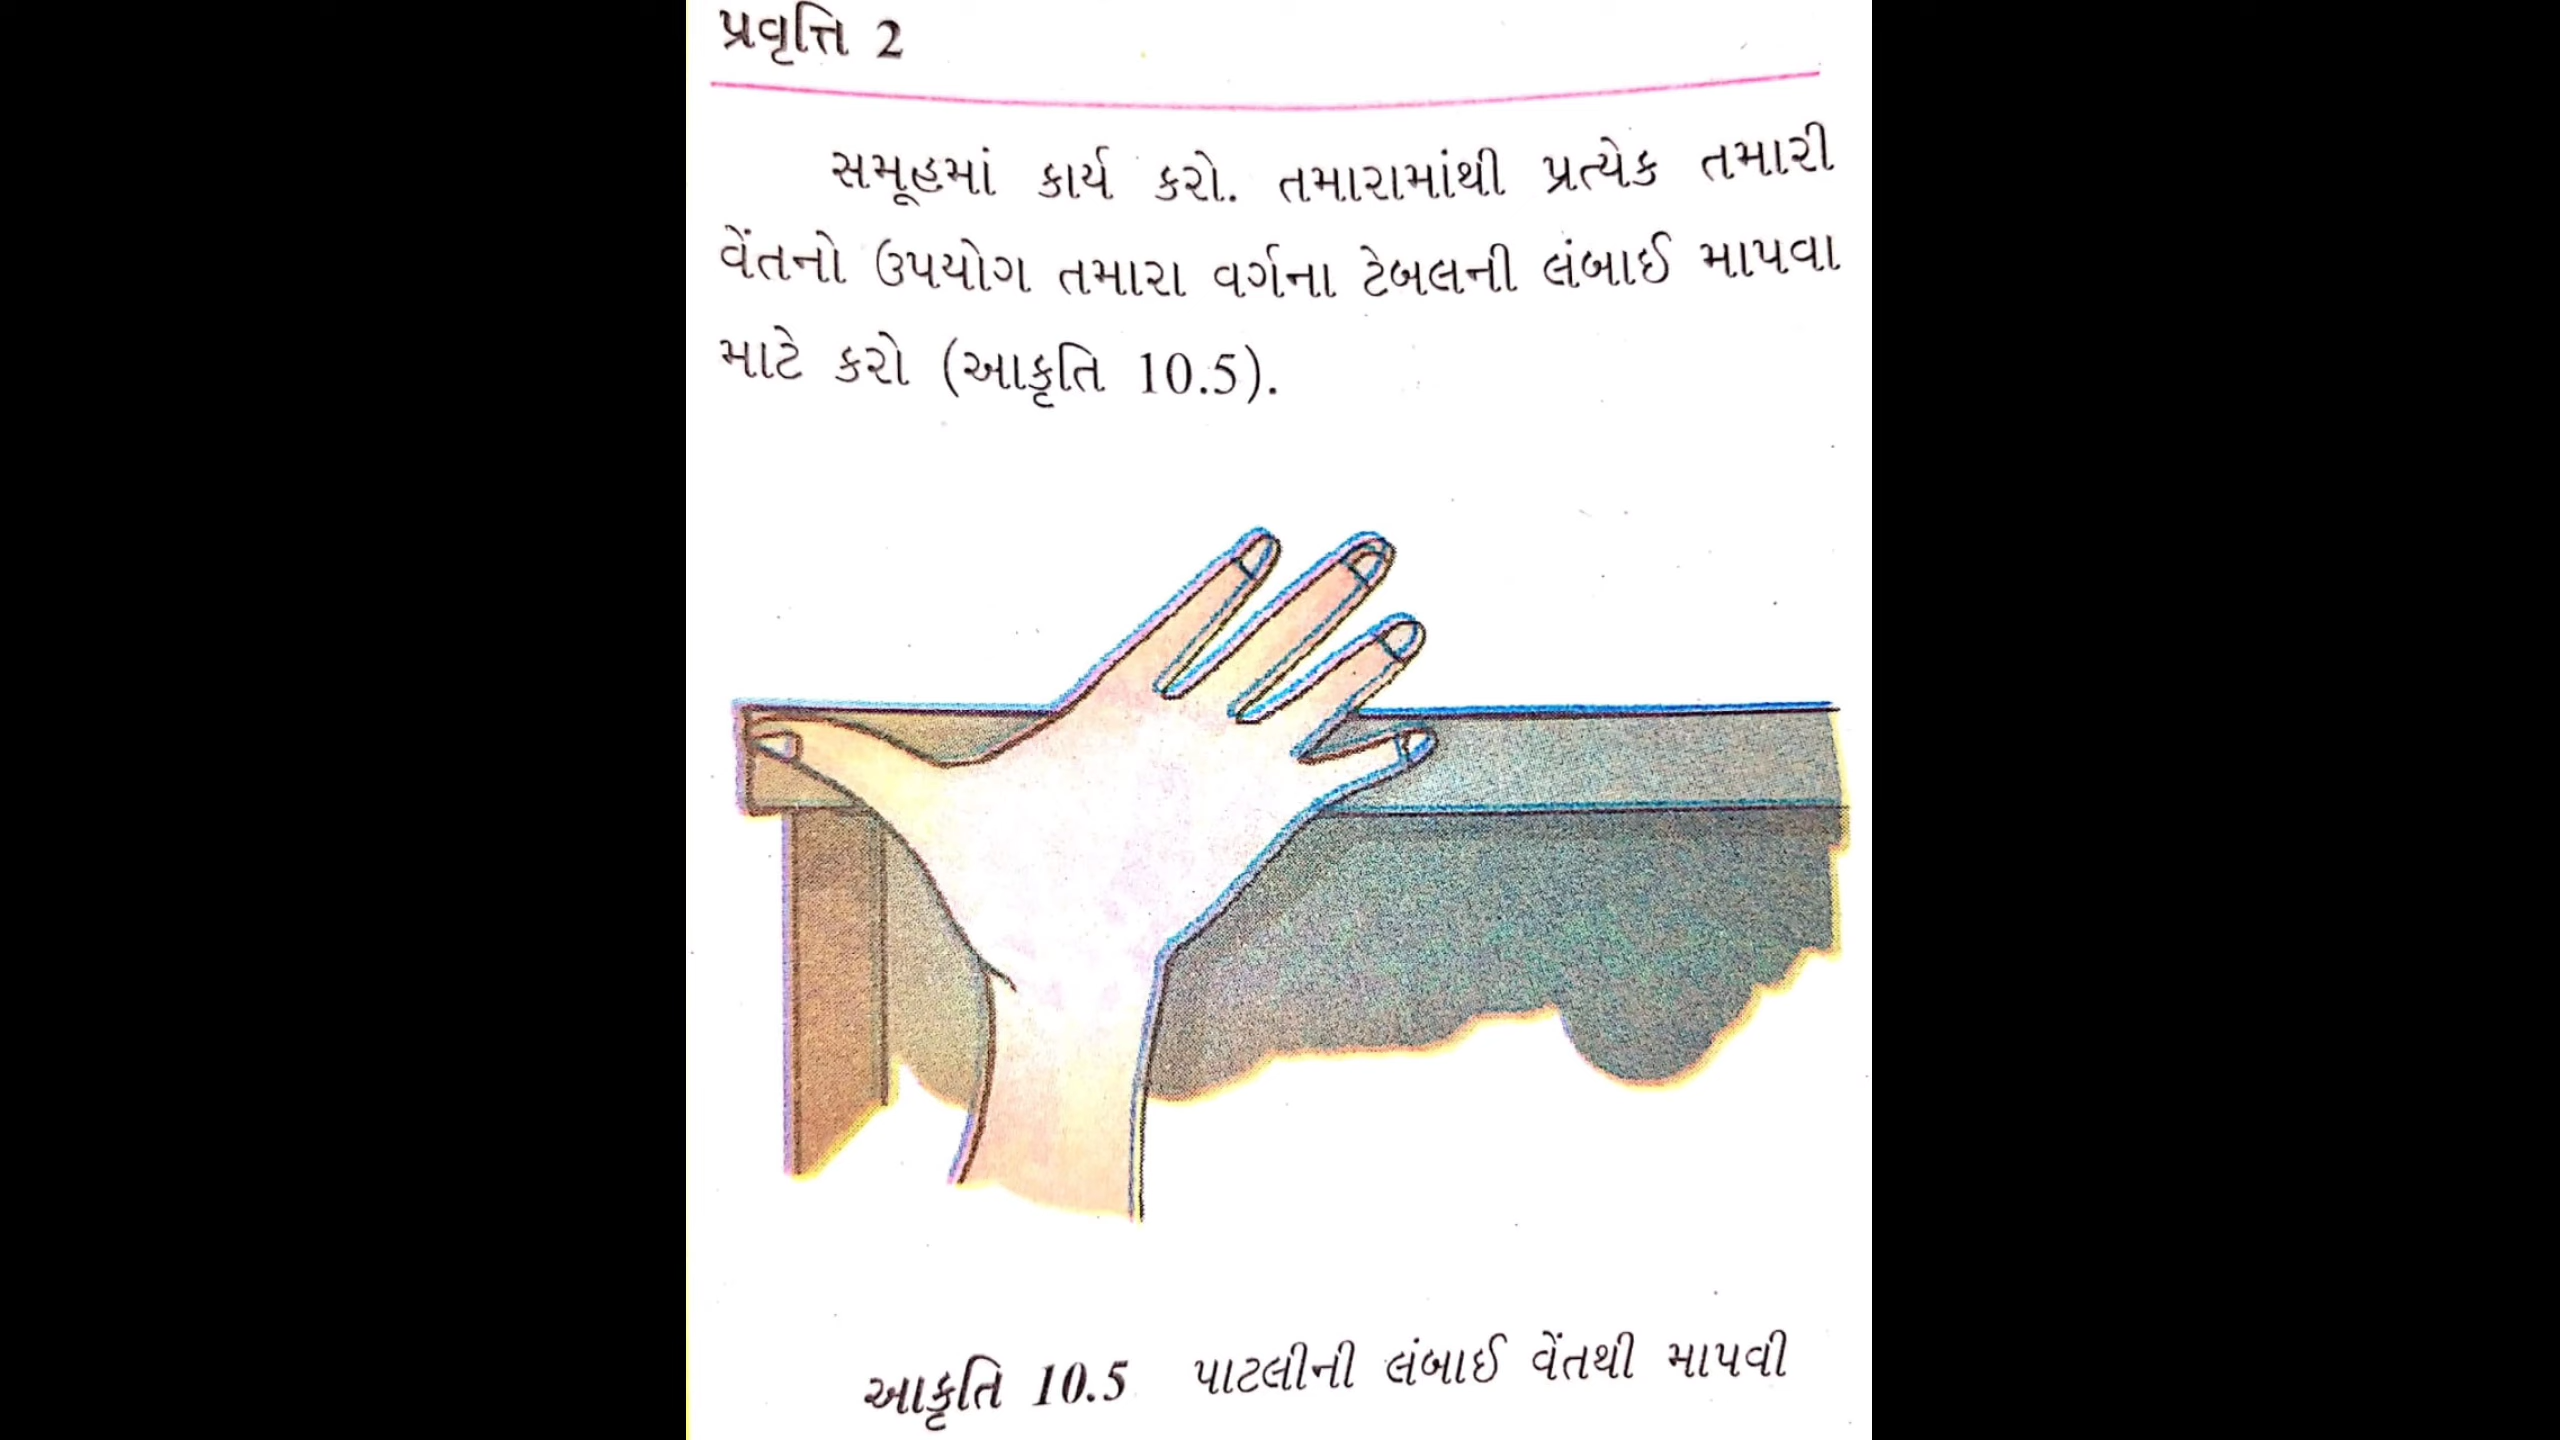 પ્રવૃત્તિ 2
સમૂહમાં કાર્ય કરો. તમારામાંથી પ્રત્યેક તમારી
વેંતનો ઉપયોગ તમારા વર્ગના ટેબલની લંબાઈ માપવા
માટે કરો (આકૃતિ 10.5).
આકૃતિ 10.5 પાટલીની લંબાઈ વેંતથી માપવી